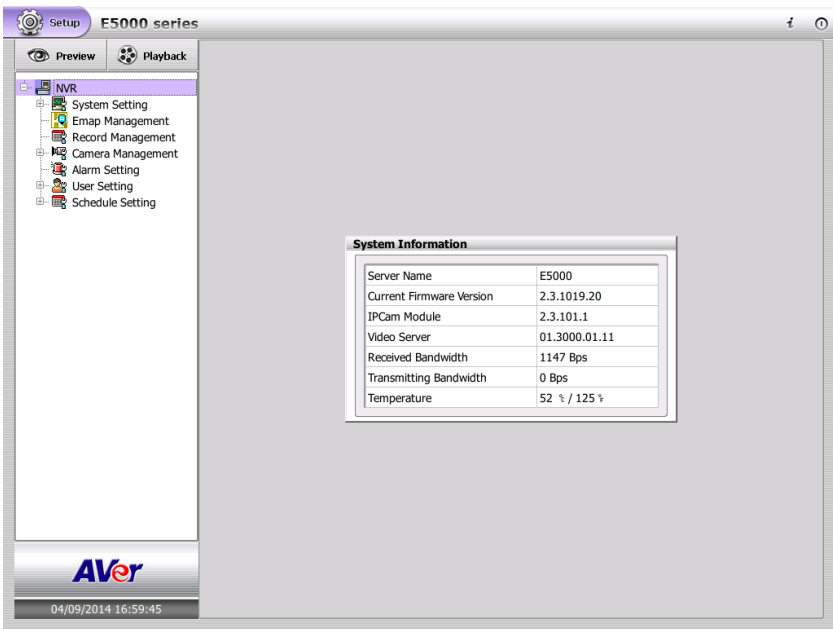 Setup E5000 series i
Preview Playback
NVR
System Setting
Emap Management
Record Management
Camera Management
Alarm Setting
User Setting
Schedule Setting
System Information
Server Name E5000
Current Firmware Version 2.3.1019.20
IPCam Module 2.3.101.1
Video Server 01.3000.01.11
Received Bandwidth 1147 Bps
Transmitting Bandwidth 0 Bps
Temperature 52 / 125
AVer
04/09/2014 16:59:45